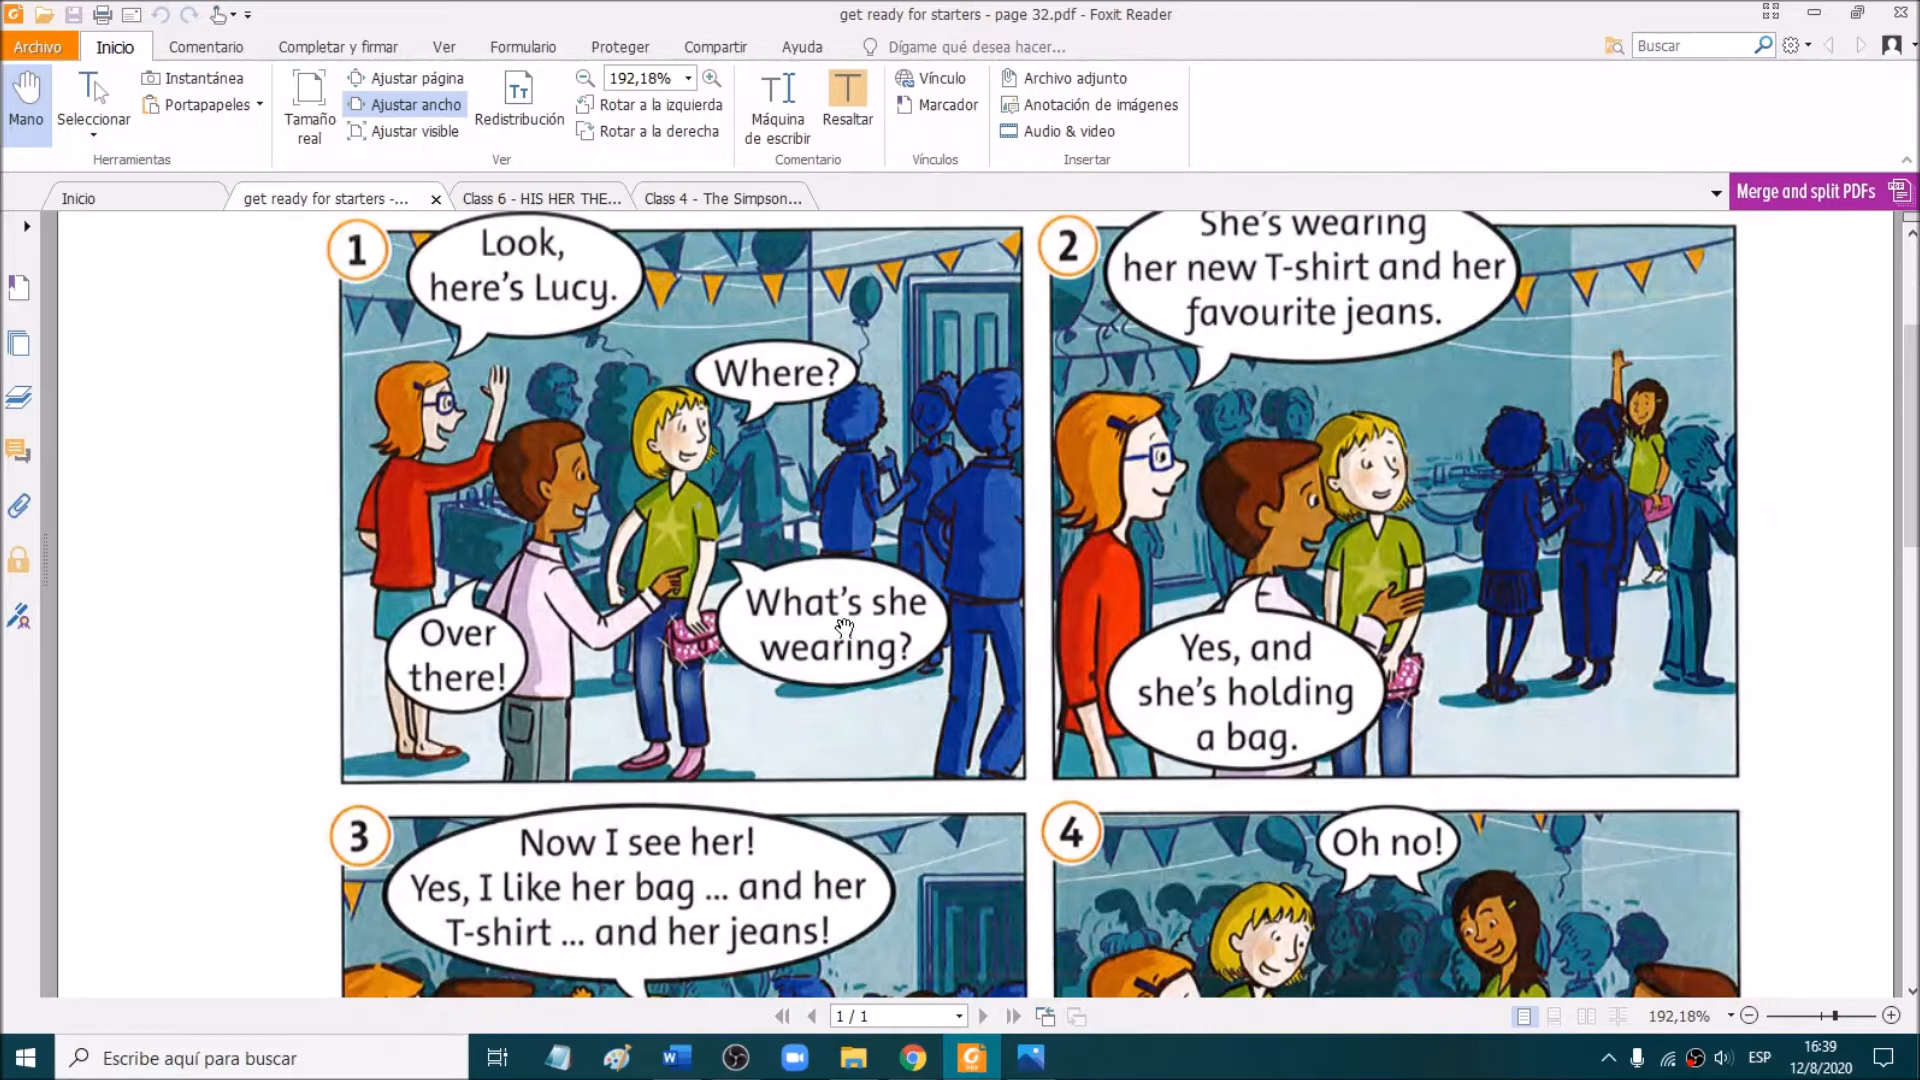 get ready for starters - page 32.pdf - Foxit Reader
Archivo
Inicio
Comentario
Completar y firmar
Ver
Formulario
Proteger
Compartir
Ayuda
Dígame qué desea hacer...
Buscar
Mano
Seleccionar
Instantánea
Portapapeles
Herramientas
Tamaño
real
Ajustar página
Ajustar ancho
Ajustar visible
Redistribución
192,18%
Rotar a la izquierda
Rotar a la derecha
Ver
Máquina
de escribir
Resaltar
Comentario
Vínculo
Marcador
Vínculos
Archivo adjunto
Anotación de imágenes
Audio & video
Insertar
Inicio
get ready for starters -...
Class 6 - HIS HER THE...
Class 4 - The Simpson...
Merge and split PDFs
1
Look,
here's Lucy.
Where?
Over
there!
What's she
wearing?
2
She's wearing
her new T-shirt and her
favourite jeans.
Yes, and
she's holding
a bag.
3
Now I see her!
Yes, I like her bag ... and her
T-shirt ... and her jeans!
4
Oh no!
1 / 1
192,18%
Escribe aquí para buscar
ESP
16:39
12/8/2020